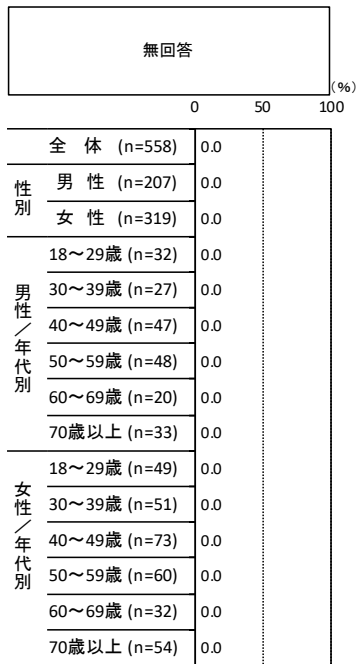 無回答
(%)
0 50 100
全 体 (n=558) 0.0
性別
男 性 (n=207) 0.0
女 性 (n=319) 0.0
男性／年代別
18～29歳 (n=32) 0.0
30～39歳 (n=27) 0.0
40～49歳 (n=47) 0.0
50～59歳 (n=48) 0.0
60～69歳 (n=20) 0.0
70歳以上 (n=33) 0.0
女性／年代別
18～29歳 (n=49) 0.0
30～39歳 (n=51) 0.0
40～49歳 (n=73) 0.0
50～59歳 (n=60) 0.0
60～69歳 (n=32) 0.0
70歳以上 (n=54) 0.0